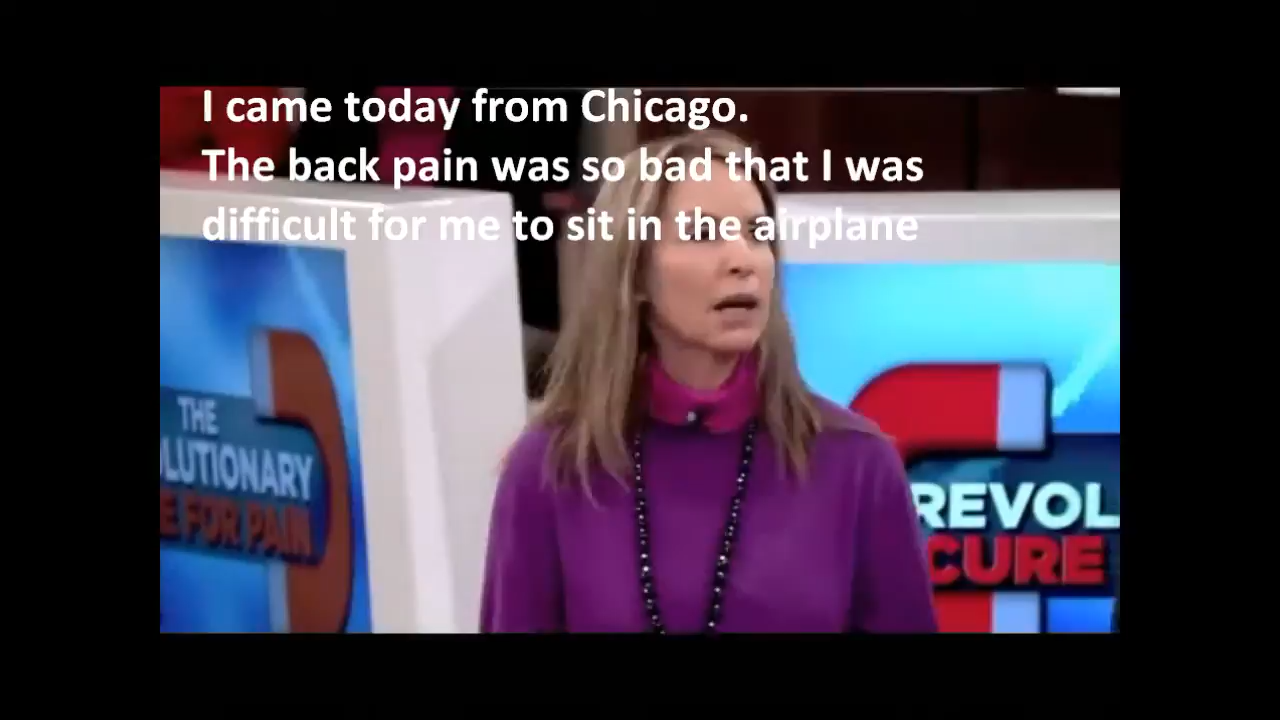 I came today from Chicago.
The back pain was so bad that I was
difficult for me to sit in the airplane
THE
LUTIONARY
E FOR PAIN
REVOL
CURE